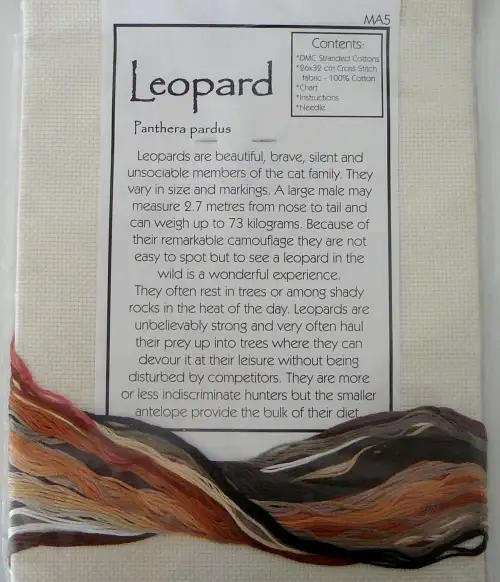 MA5
Contents:
*DMC Stranded Cottons
*26x32 cm Cross Stitch
fabric - 100% Cotton
*Chart
*Instructions
*Needle
Leopard
Panthera pardus
Leopards are beautiful, brave, silent and
unsociable members of the cat family. They
vary in size and markings. A large male may
measure 2.7 metres from nose to tail and
can weigh up to 73 kilograms. Because of
their remarkable camouflage they are not
easy to spot but to see a leopard in the
wild is a wonderful experience.
They often rest in trees or among shady
rocks in the heat of the day. Leopards are
unbelievably strong and very often haul
their prey up into trees where they can
devour it at their leisure without being
disturbed by competitors. They are more
or less indiscriminate hunters but the smaller
antelope provide the bulk of their diet